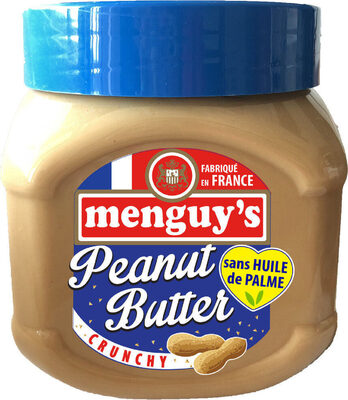 FABRIQUÉ
EN FRANCE
menguy's
Peanut
Butter
sans HUILE
de PALME
CRUNCHY